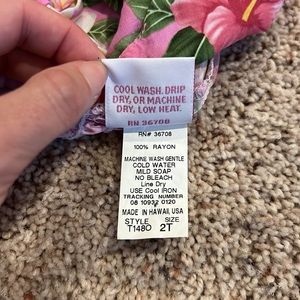 COOL WASH, DRIP
DRY, OR MACHINE
DRY, LOW HEAT.
RN 36708
RN# 36708
100% RAYON
MACHINE WASH GENTLE
COLD WATER
MILD SOAP
NO BLEACH
Line Dry
USE Cool IRON
TRACKING NUMBER
08 10932 0120
MADE IN HAWAII, USA
STYLE SIZE
T1480 2T